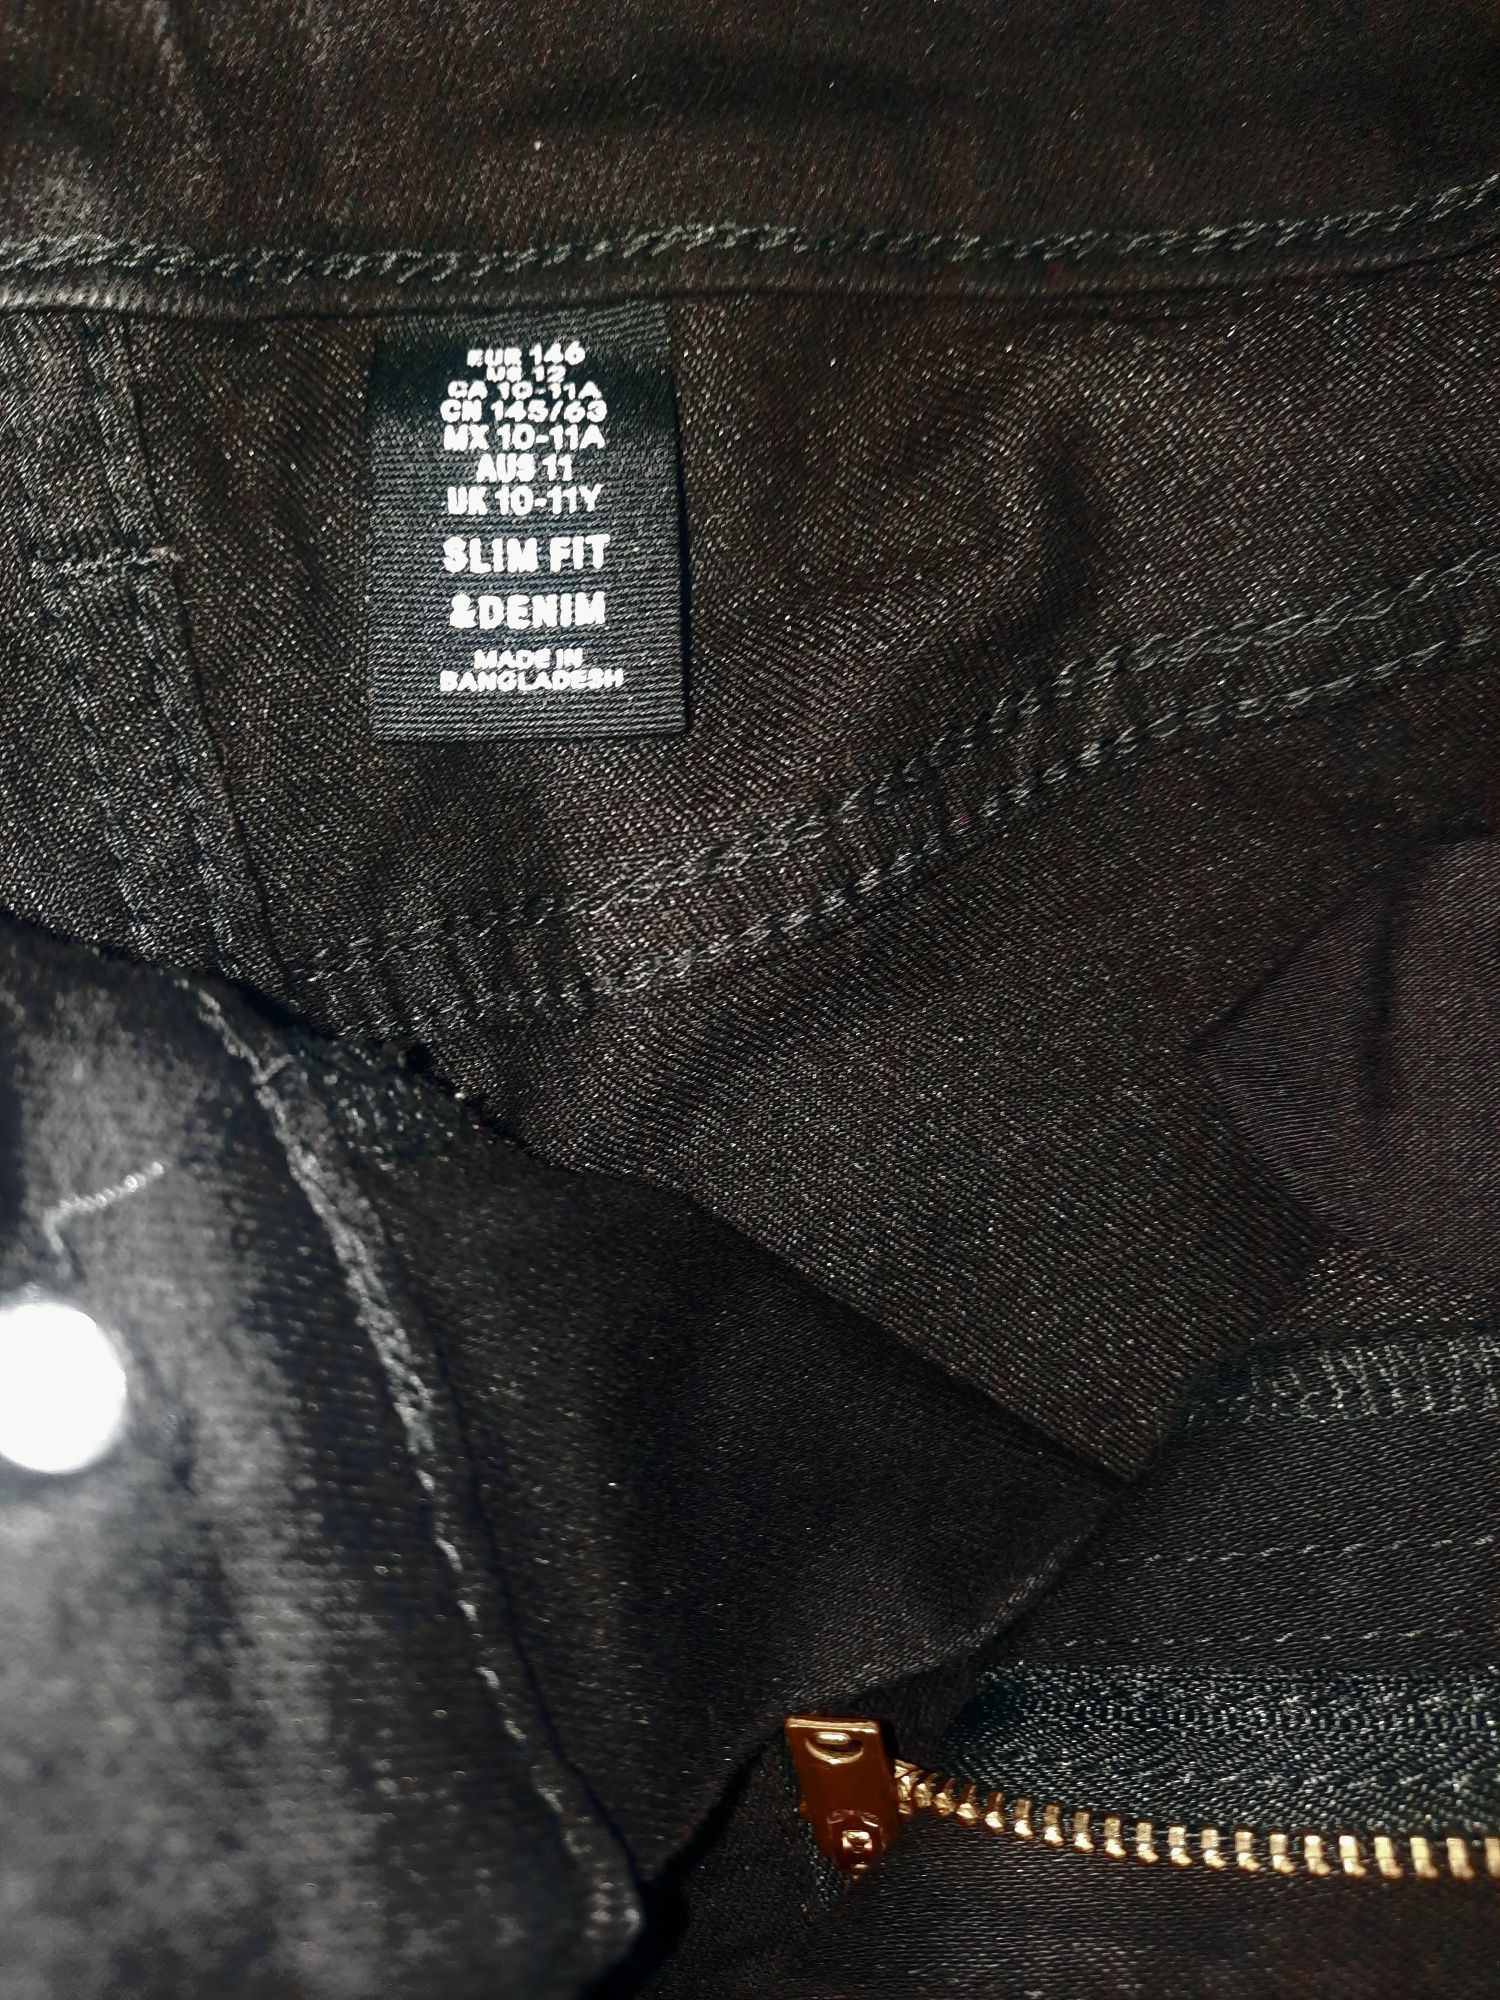 EUR 146
US 12
CA 10-11A
CN 145/63
MX 10-11A
AUS 11
UK 10-11Y
SLIM FIT
&DENIM
MADE IN
BANGLADESH